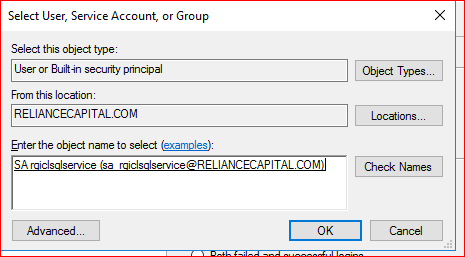 Select User, Service Account, or Group
Select this object type:
User or Built-in security principal
Object Types...
From this location:
RELIANCECAPITAL.COM
Locations...
Enter the object name to select (examples):
SA rgiclsqlservice (sa_rgiclsqlservice@RELIANCECAPITAL.COM)
Check Names
Advanced...
OK
Cancel
Both failed and successful logins